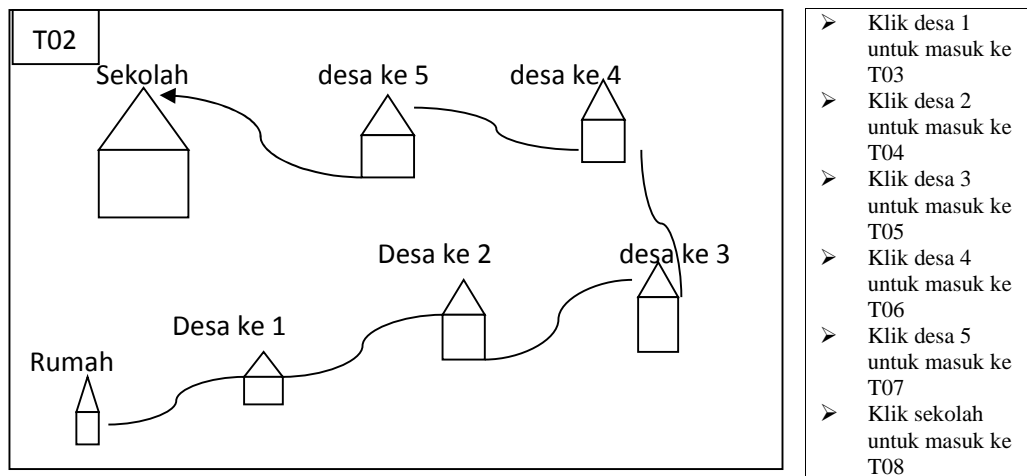 T02
Sekolah
desa ke 5
desa ke 4
Desa ke 2
desa ke 3
Desa ke 1
Rumah
➢ Klik desa 1
untuk masuk ke
T03
➢ Klik desa 2
untuk masuk ke
T04
➢ Klik desa 3
untuk masuk ke
T05
➢ Klik desa 4
untuk masuk ke
T06
➢ Klik desa 5
untuk masuk ke
T07
➢ Klik sekolah
untuk masuk ke
T08